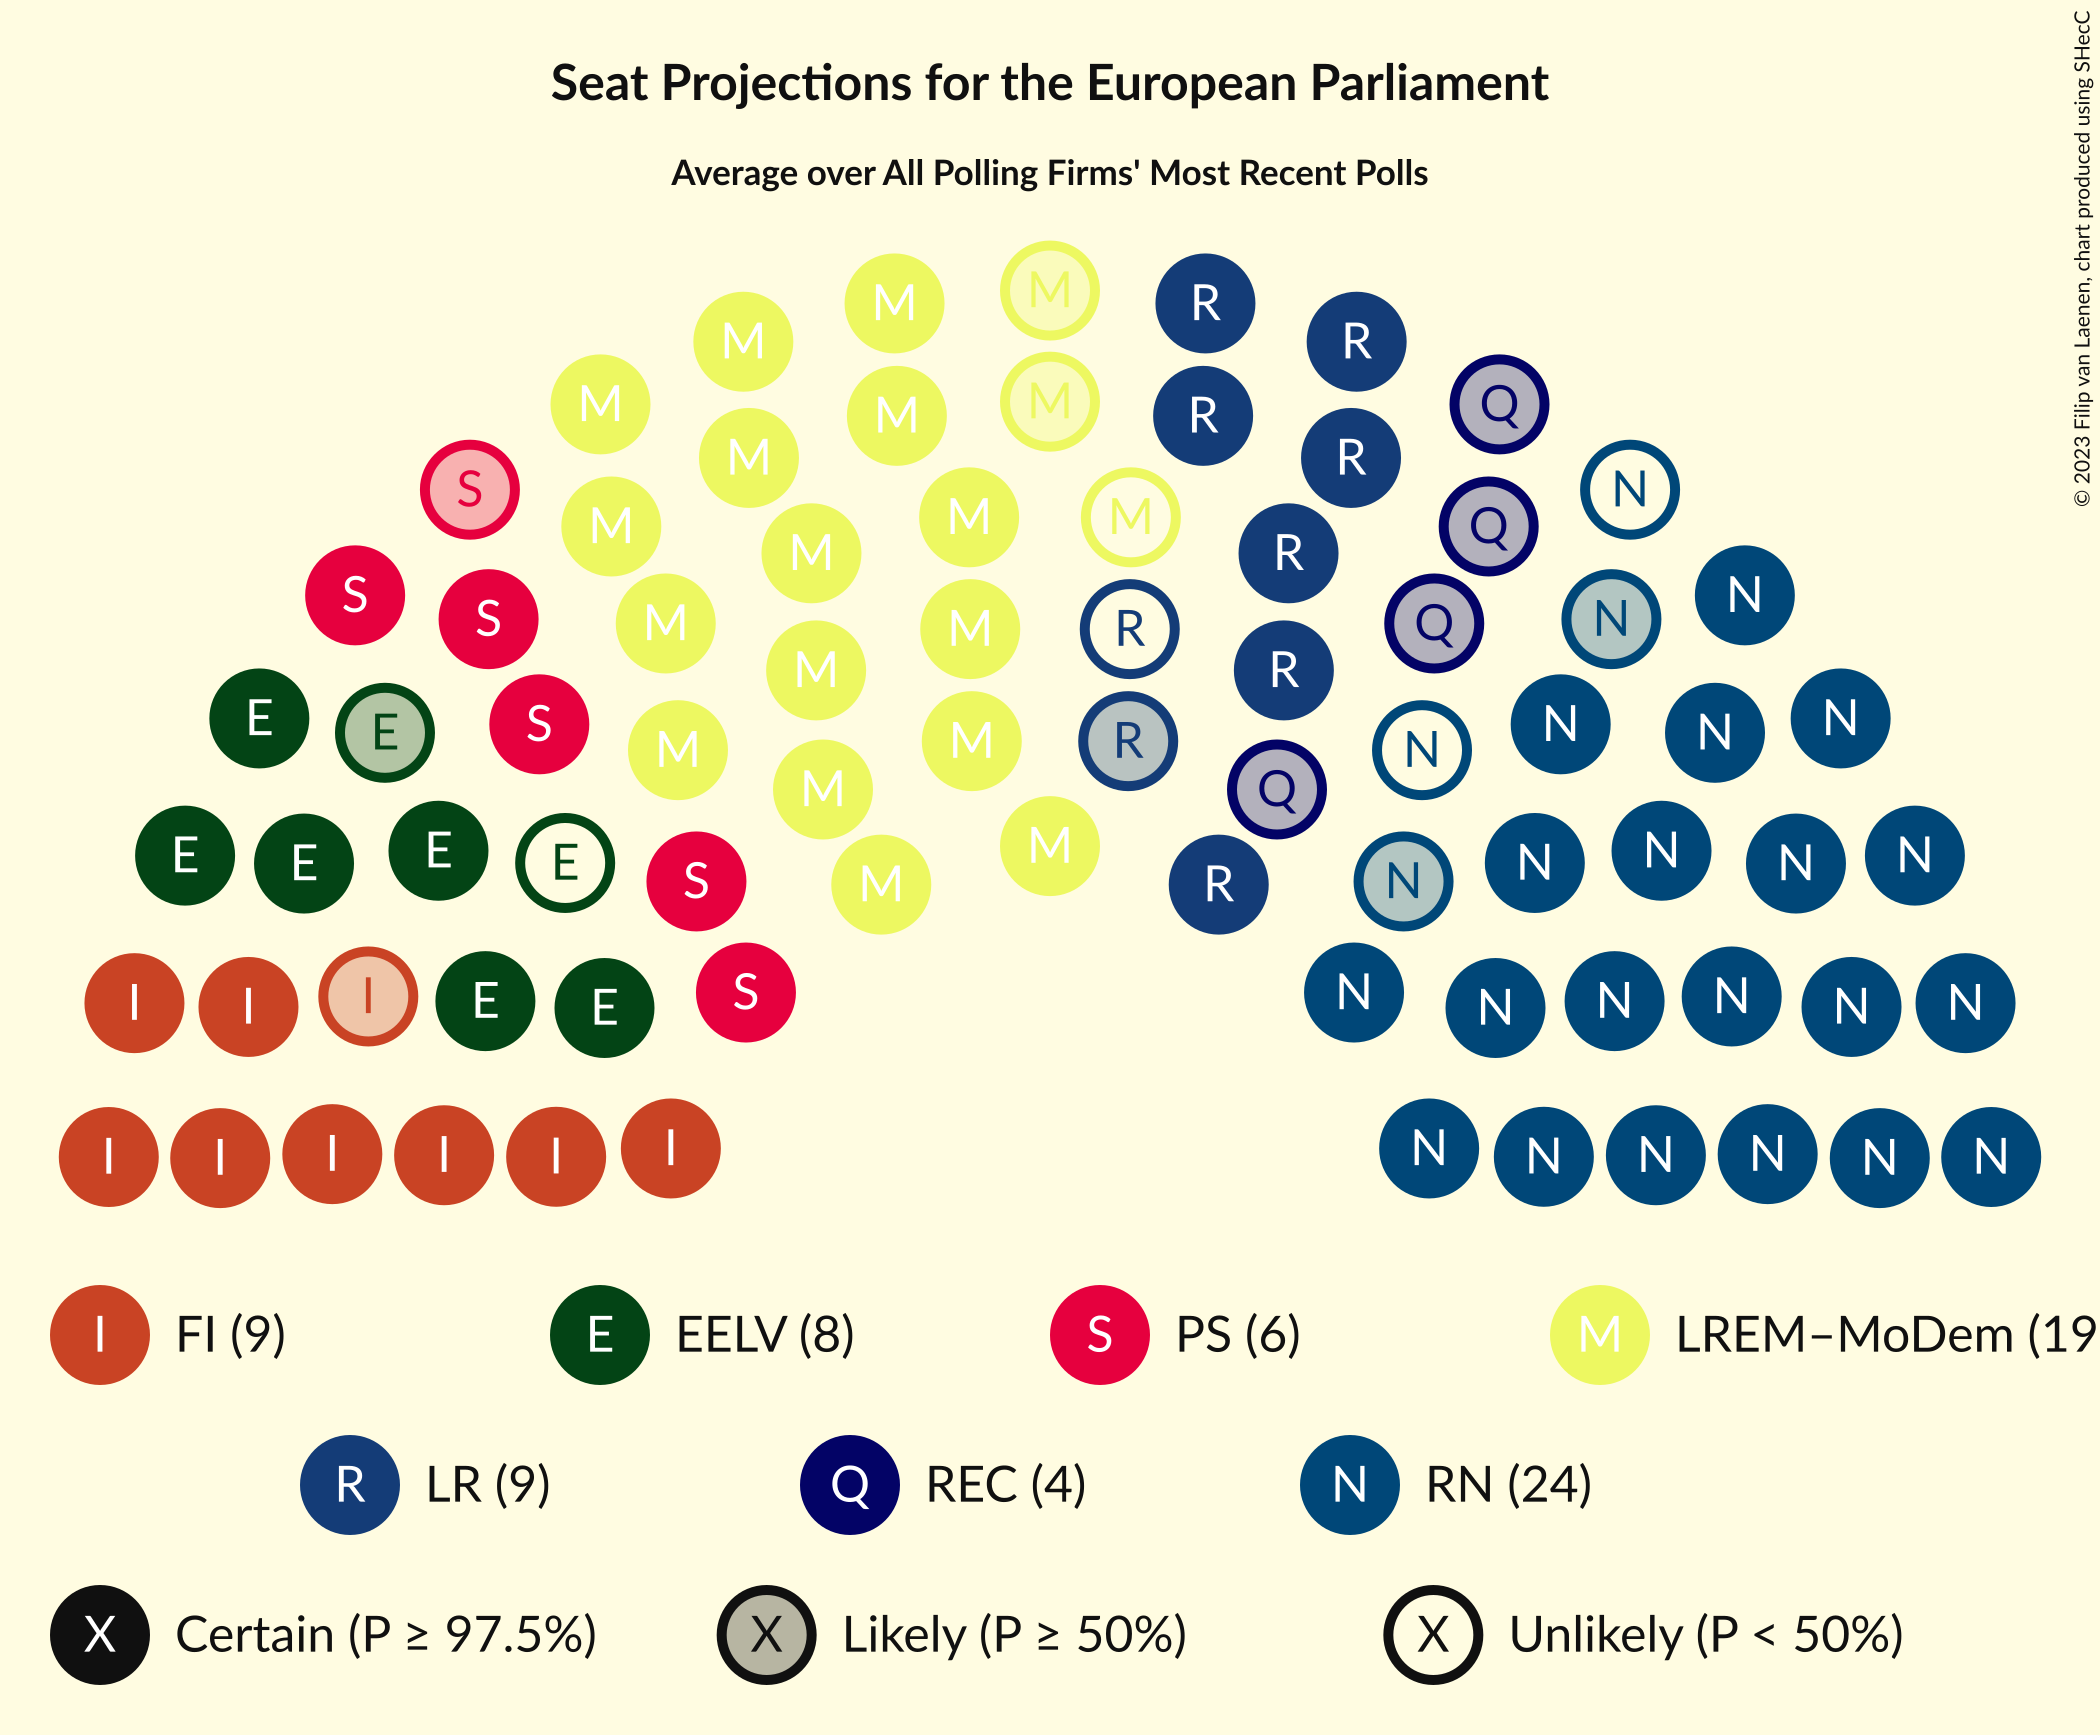 Seat Projections for the European Parliament
Average over All Polling Firms' Most Recent Polls
© 2023 Filip van Laenen, chart produced using SHecC
M
M M R R
M M R R
M M Q
M M R
S M M Q N
M M R
S S M M R Q N N
E E S M M R N N N N
M M R Q
E E E E S M M R N N N N N
I I I E E S N N N N N N
I I I I I I N N N N N N
I FI (9) E EELV (8) S PS (6) M LREM–MoDem (19
R LR (9) Q REC (4) N RN (24)
X Certain (P ≥ 97.5%) X Likely (P ≥ 50%) X Unlikely (P < 50%)